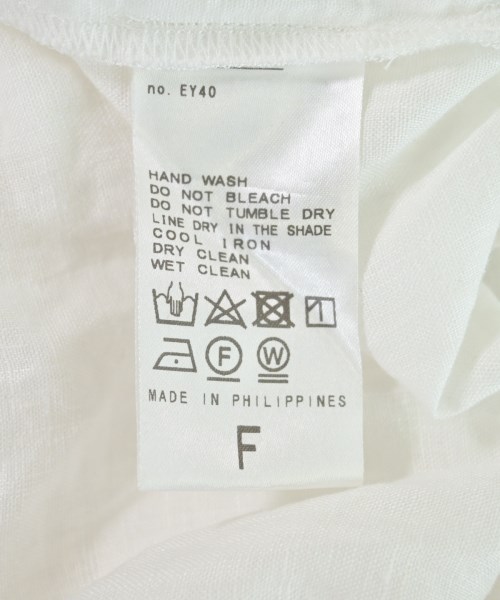 no. EY40
HAND WASH
DO NOT BLEACH
DO NOT TUMBLE DRY
LINE DRY IN THE SHADE
COOL IRON
DRY CLEAN
WET CLEAN
F W
MADE IN PHILIPPINES
F